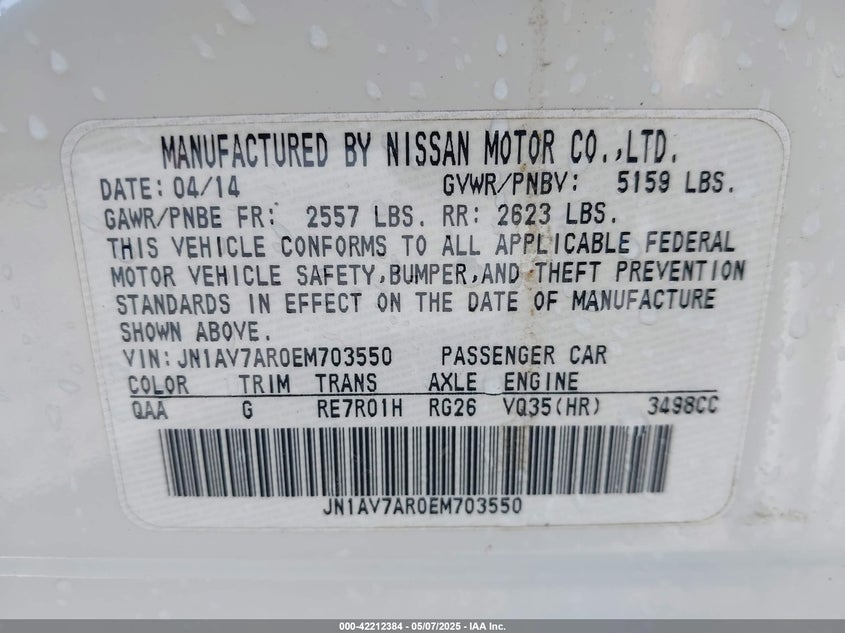 MANUFACTURED BY NISSAN MOTOR CO.,LTD.
DATE: 04/14 GVWR/PNBV: 5159 LBS.
GAWR/PNBE FR: 2557 LBS. RR: 2623 LBS.
THIS VEHICLE CONFORMS TO ALL APPLICABLE FEDERAL
MOTOR VEHICLE SAFETY,BUMPER,AND THEFT PREVENTION
STANDARDS IN EFFECT ON THE DATE OF MANUFACTURE
SHOWN ABOVE.
VIN: JN1AV7AR0EM703550 PASSENGER CAR
COLOR TRIM TRANS AXLE ENGINE
QAA G RE7R01H RG26 VQ35(HR) 3498CC
JN1AV7AR0EM703550
000-42212384 - 05/07/2025 - IAA Inc.